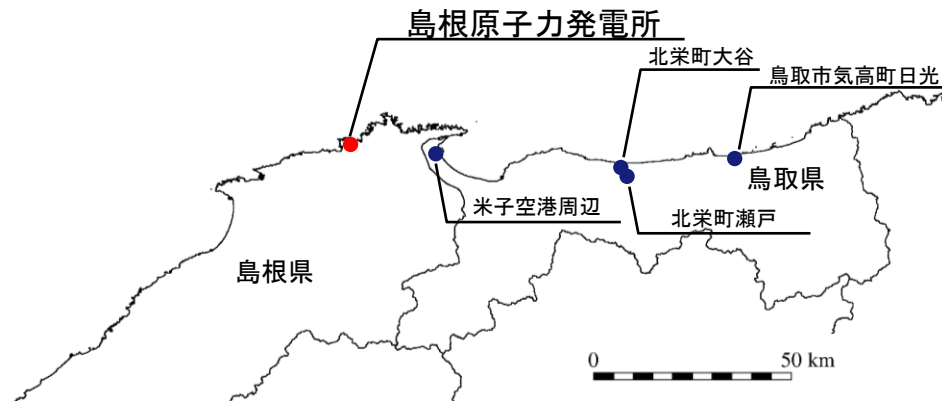 島根原子力発電所
北栄町大谷
鳥取市気高町日光
鳥取県
米子空港周辺
北栄町瀬戸
島根県
0
50 km